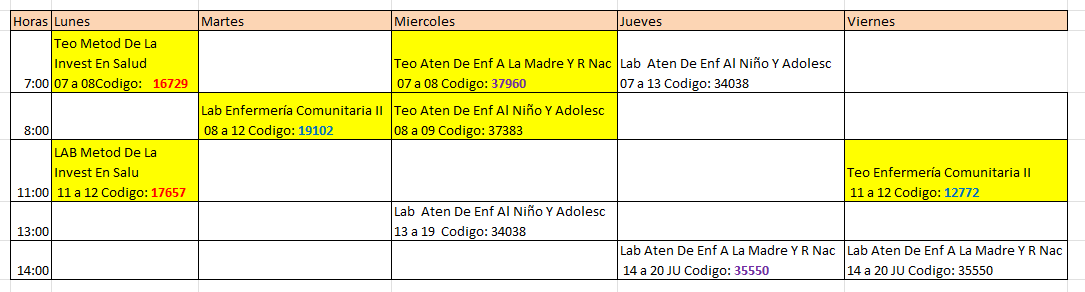 Horas Lunes Martes Miercoles Jueves Viernes
Teo Metod De La
Invest En Salud
7:00 07 a 08Codigo: 16729
Teo Aten De Enf A La Madre Y R Nac
07 a 08 Codigo: 37960
Lab Aten De Enf Al Niño Y Adolesc
07 a 13 Codigo: 34038
Lab Enfermería Comunitaria II
8:00 08 a 12 Codigo: 19102
Teo Aten De Enf Al Niño Y Adolesc
08 a 09 Codigo: 37383
LAB Metod De La
Invest En Salu
11:00 11 a 12 Codigo: 17657
Teo Enfermería Comunitaria II
11 a 12 Codigo: 12772
Lab Aten De Enf Al Niño Y Adolesc
13:00 13 a 19 Codigo: 34038
Lab Aten De Enf A La Madre Y R Nac
14:00 14 a 20 JU Codigo: 35550
Lab Aten De Enf A La Madre Y R Nac
14 a 20 JU Codigo: 35550